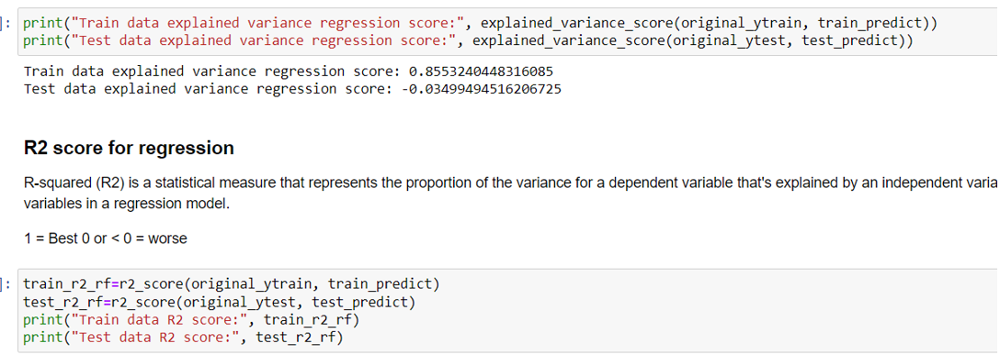 ]: print("Train data explained variance regression score:", explained_variance_score(original_ytrain, train_predict))
print("Test data explained variance regression score:", explained_variance_score(original_ytest, test_predict))
Train data explained variance regression score: 0.8553240448316085
Test data explained variance regression score: -0.03499494516206725
R2 score for regression
R-squared (R2) is a statistical measure that represents the proportion of the variance for a dependent variable that's explained by an independent varia
variables in a regression model.
1 = Best 0 or < 0 = worse
]: train_r2_rf=r2_score(original_ytrain, train_predict)
test_r2_rf=r2_score(original_ytest, test_predict)
print("Train data R2 score:", train_r2_rf)
print("Test data R2 score:", test_r2_rf)